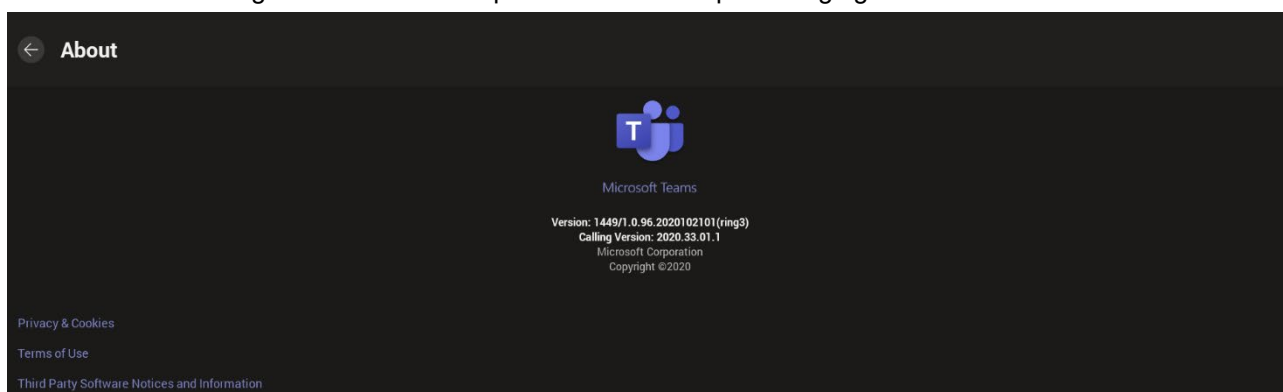 About
T
Microsoft Teams
Version: 1449/1.0.96.2020102101(ring3)
Calling Version: 2020.33.01.1
Microsoft Corporation
Copyright ©2020
Privacy & Cookies
Terms of Use
Third Party Software Notices and Information